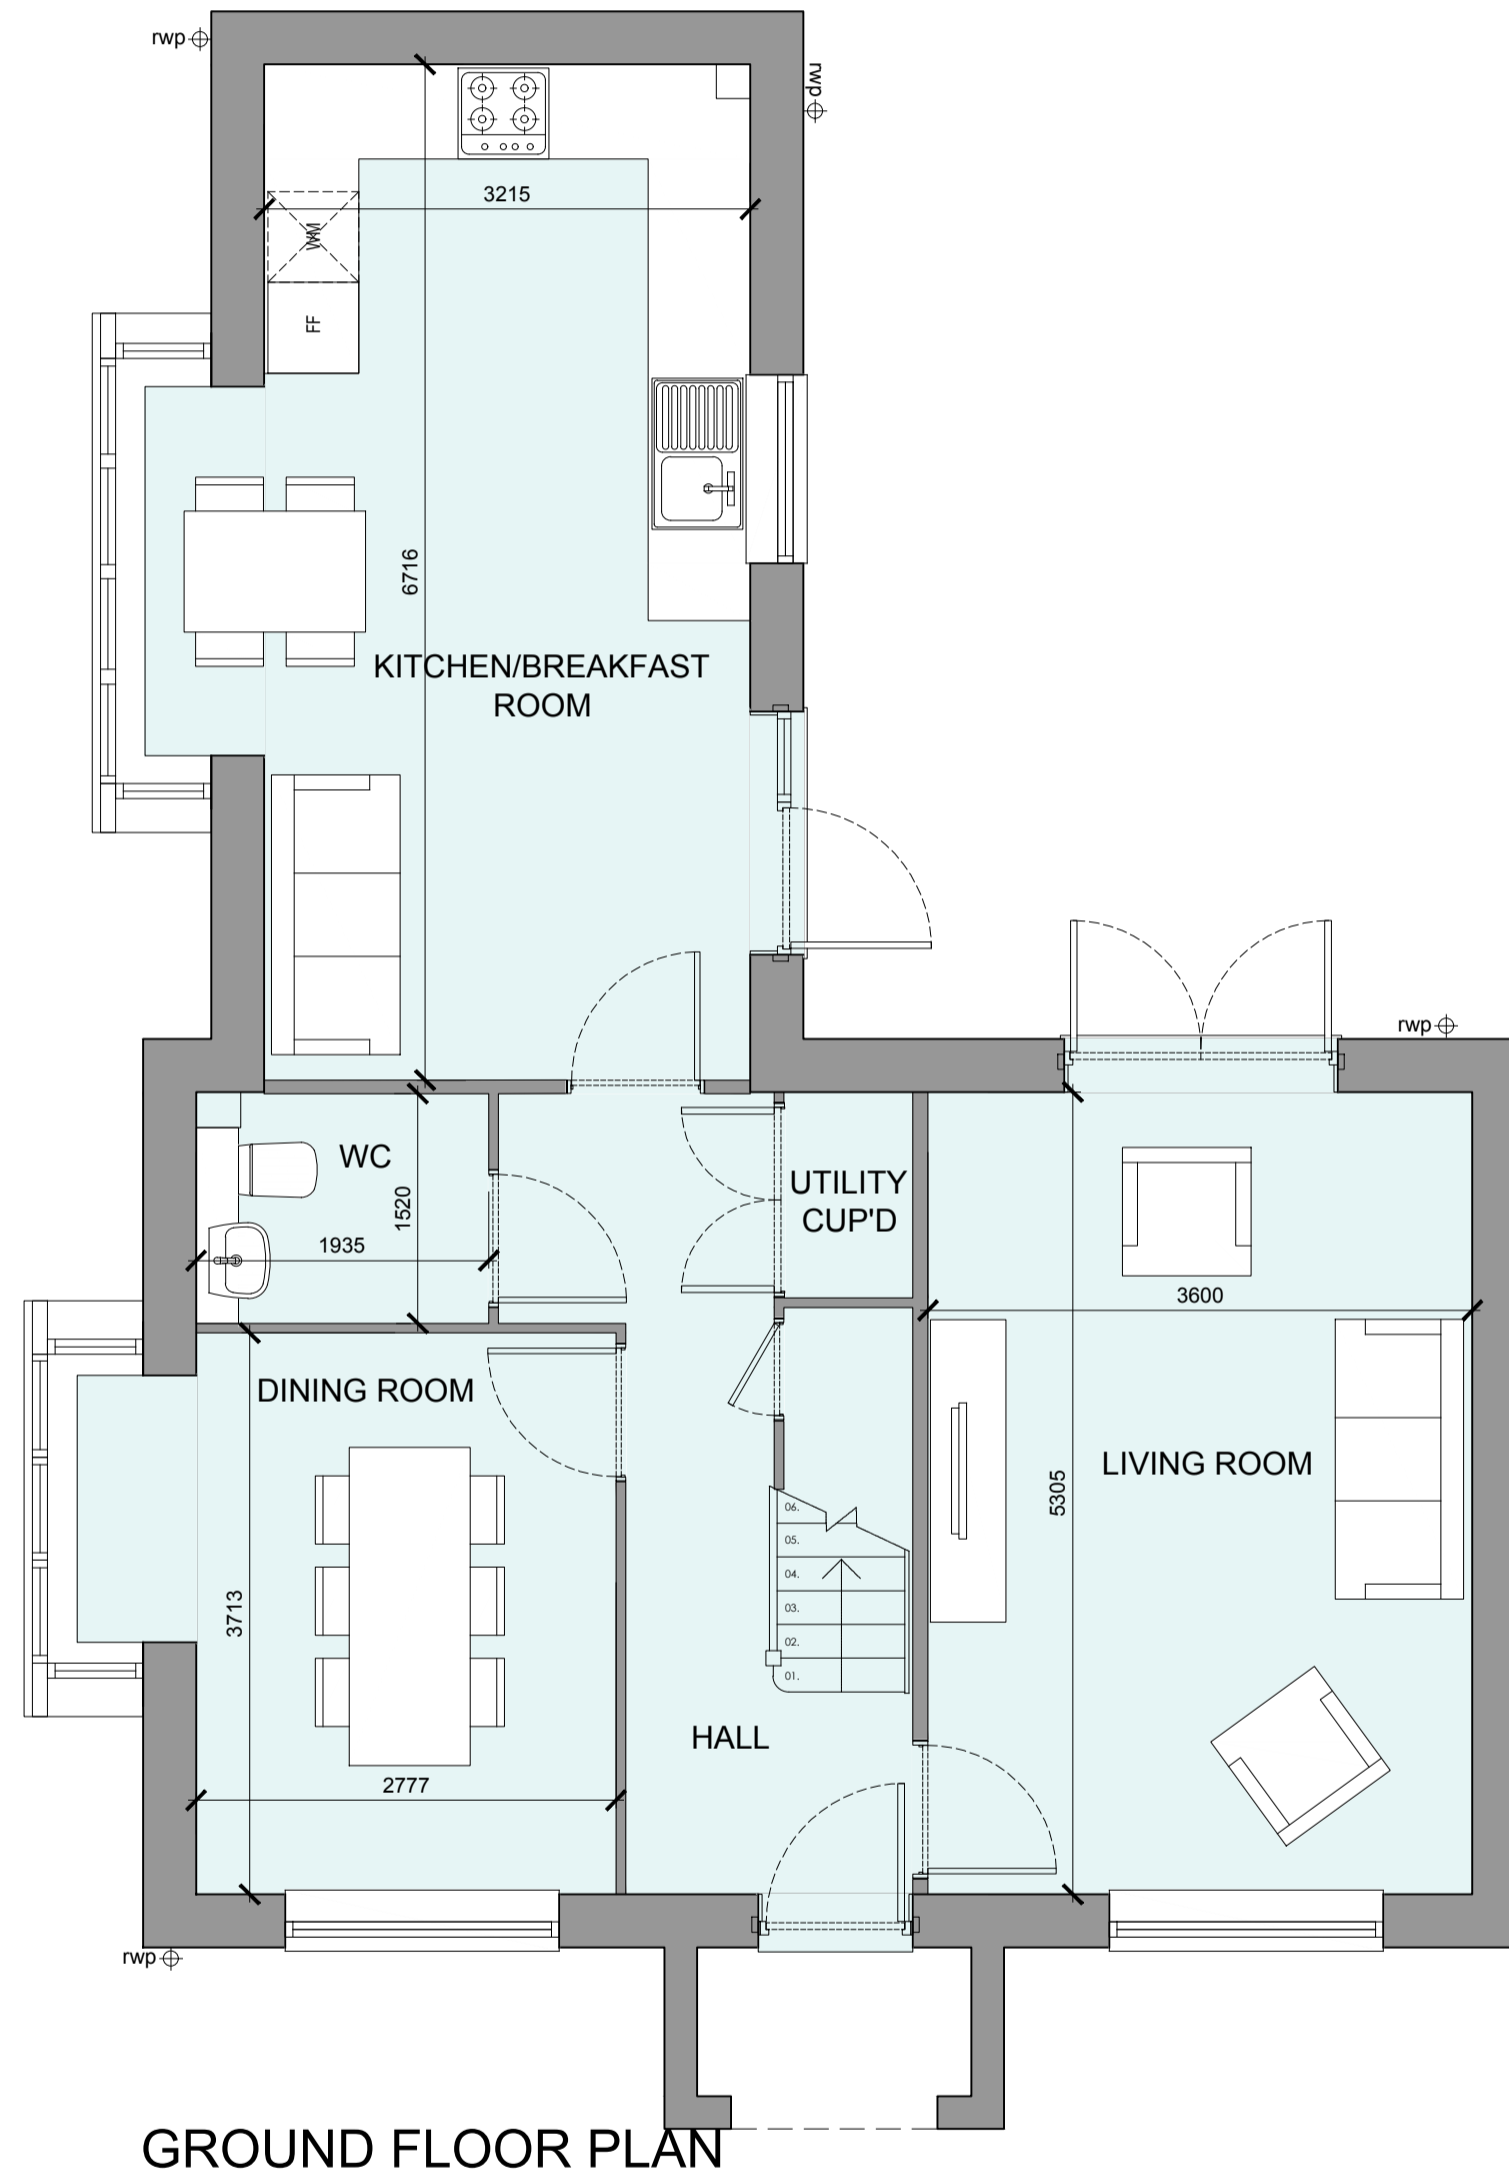 rwp
rwp
3215
WM
FF
6716
KITCHEN/BREAKFAST
ROOM
rwp
WC
1520
1935
UTILITY
CUP'D
3600
DINING ROOM
LIVING ROOM
5305
06.
05.
04.
03.
02.
01.
3713
HALL
2777
rwp
GROUND FLOOR PLAN